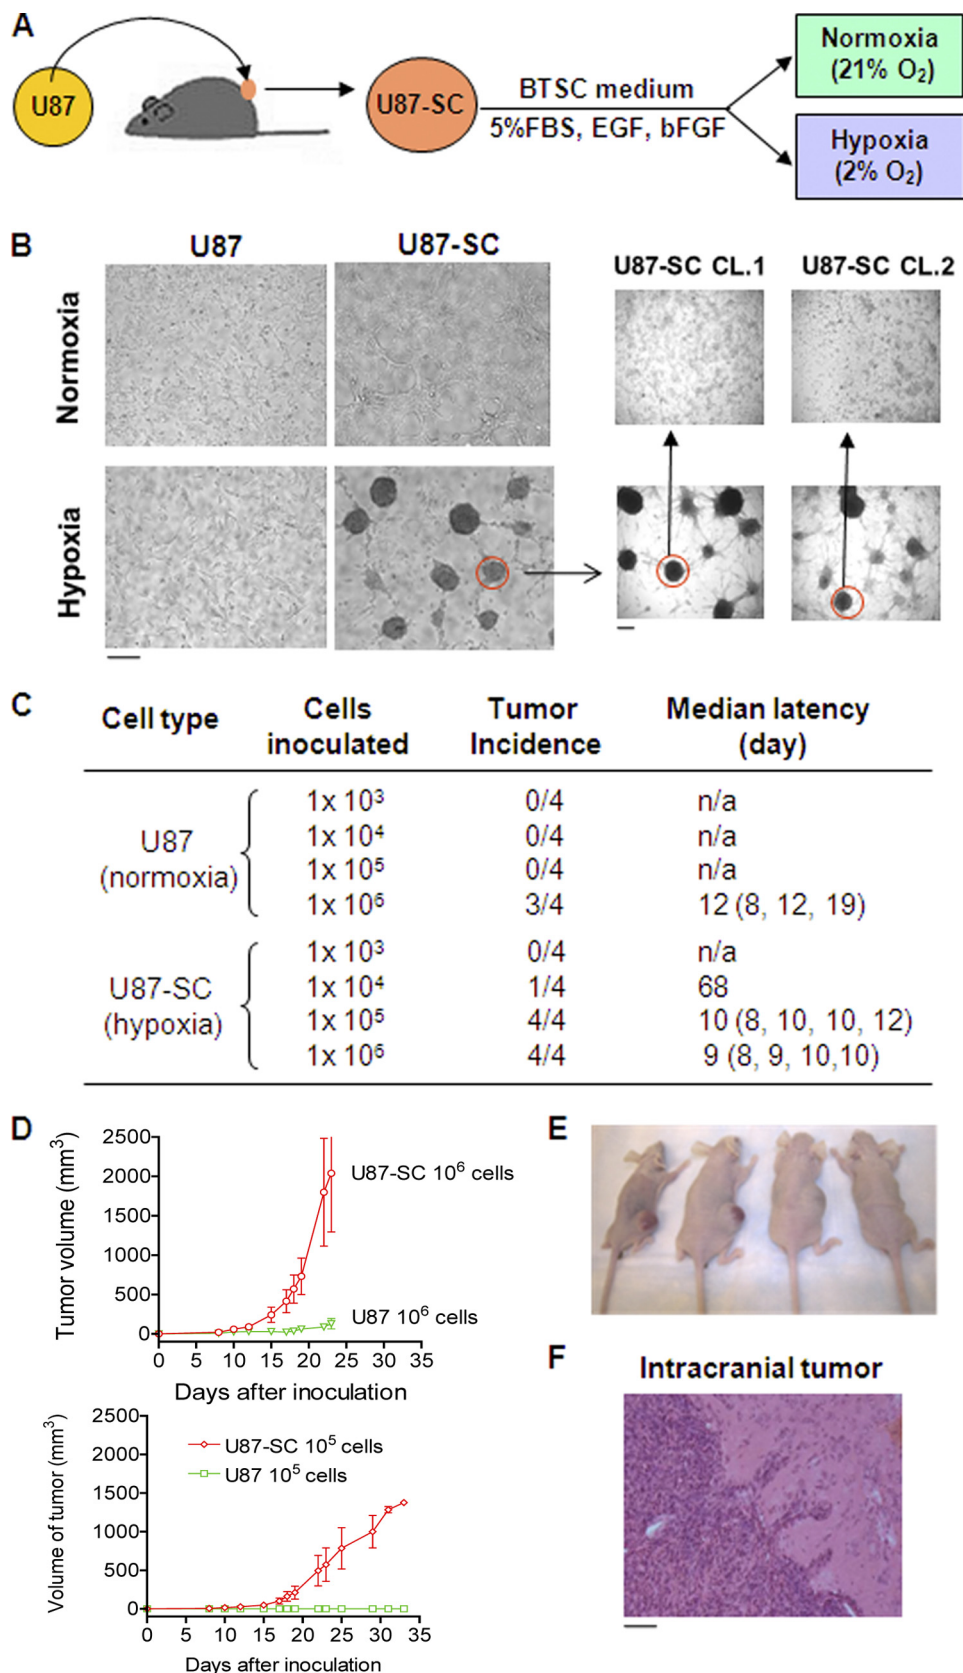 A
U87
U87-SC
BTSC medium
5%FBS, EGF, bFGF
Normoxia
(21% O₂)
Hypoxia
(2% O₂)
B
U87
U87-SC
U87-SC CL.1
U87-SC CL.2
Normoxia
Hypoxia
C
Cell type
Cells
inoculated
Tumor
Incidence
Median latency
(day)
U87
(normoxia)
1x 10³ 0/4 n/a
1x 10⁴ 0/4 n/a
1x 10⁵ 0/4 n/a
1x 10⁶ 3/4 12 (8, 12, 19)
U87-SC
(hypoxia)
1x 10³ 0/4 n/a
1x 10⁴ 1/4 68
1x 10⁵ 4/4 10 (8, 10, 10, 12)
1x 10⁶ 4/4 9 (8, 9, 10,10)
D
Tumor volume (mm³)
2500
2000
1500
1000
500
0
U87-SC 10⁶ cells
U87 10⁶ cells
0 5 10 15 20 25 30 35
Days after inoculation
Volume of tumor (mm³)
2500
2000
1500
1000
500
0
U87-SC 10⁵ cells
U87 10⁵ cells
0 5 10 15 20 25 30 35
Days after inoculation
E
F
Intracranial tumor